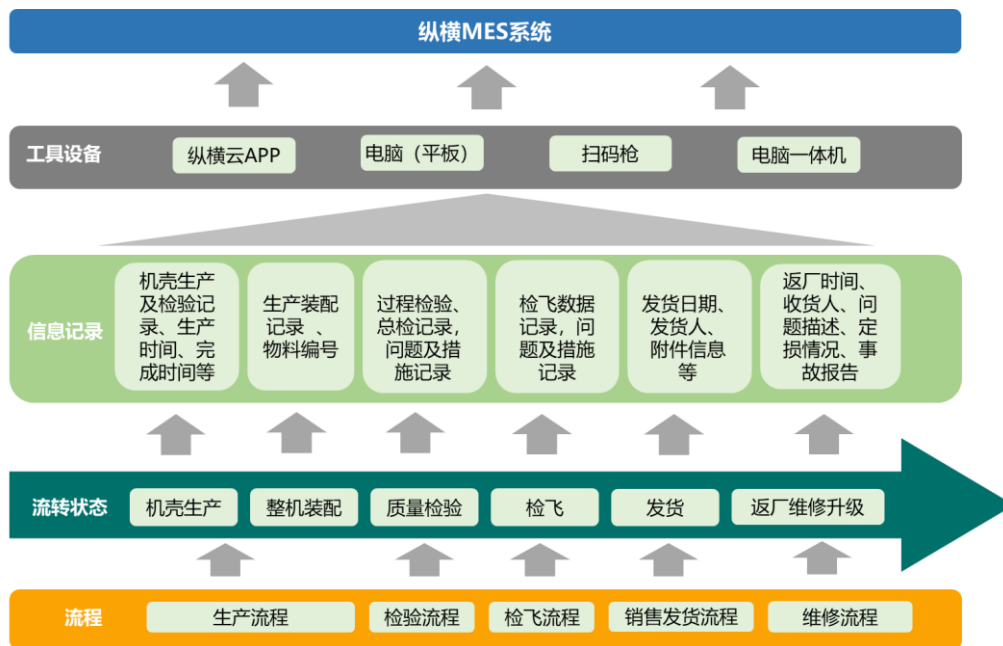 纵横MES系统
工具设备
纵横云APP
电脑（平板）
扫码枪
电脑一体机
信息记录
机壳生产
及检验记
录、生产
时间、完
成时间等
生产装配
记录 、
物料编号
过程检验、
总检记录，
问题及措
施记录
检飞数据
记录，问
题及措施
记录
发货日期、
发货人、
附件信息
等
返厂时间、
收货人、问
题描述、定
损情况、事
故报告
流转状态
机壳生产
整机装配
质量检验
检飞
发货
返厂维修升级
流程
生产流程
检验流程
检飞流程
销售发货流程
维修流程